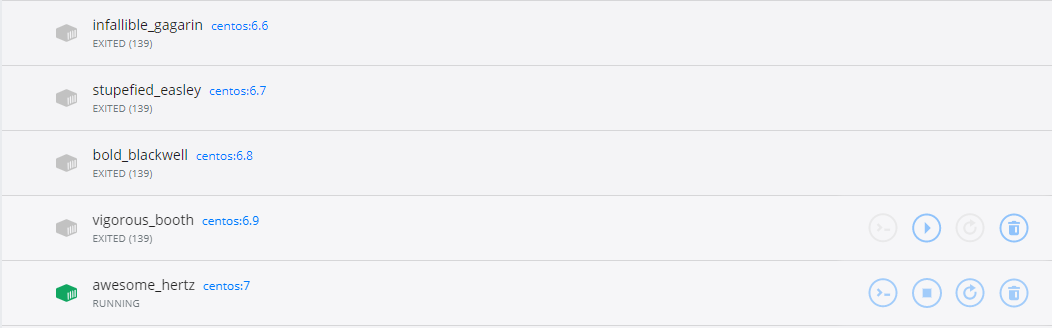 infallible_gagarin centos:6.6
EXITED (139)
stupefied_easley centos:6.7
EXITED (139)
bold_blackwell centos:6.8
EXITED (139)
vigorous_booth centos:6.9
EXITED (139)
awesome_hertz centos:7
RUNNING